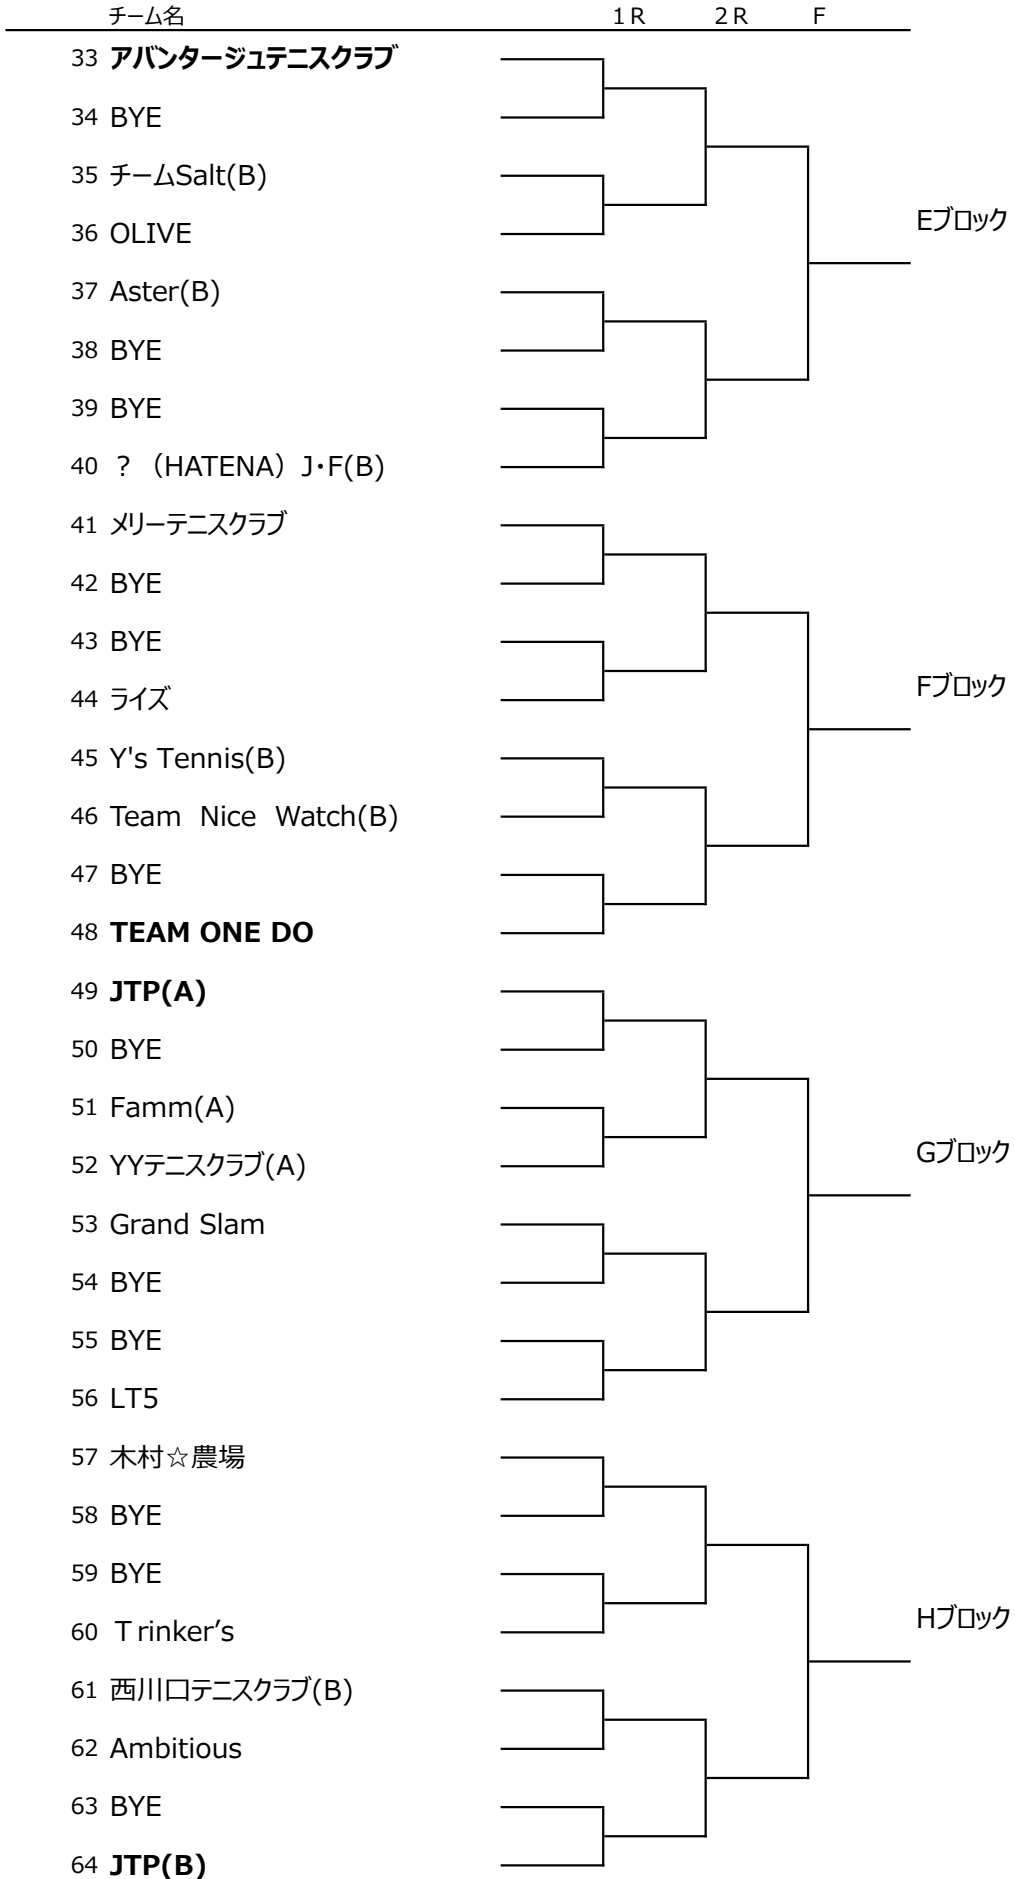 チーム名 1R 2R F
33 アバンタージュテニスクラブ
34 BYE
35 チームSalt(B)
Eブロック
36 OLIVE
37 Aster(B)
38 BYE
39 BYE
40 ？（HATENA）J･F(B)
41 メリーテニスクラブ
42 BYE
43 BYE
Fブロック
44 ライズ
45 Y's Tennis(B)
46 Team Nice Watch(B)
47 BYE
48 TEAM ONE DO
49 JTP(A)
50 BYE
51 Famm(A)
Gブロック
52 YYテニスクラブ(A)
53 Grand Slam
54 BYE
55 BYE
56 LT5
57 木村☆農場
58 BYE
59 BYE
Hブロック
60 Ｔrinker’s
61 西川口テニスクラブ(B)
62 Ambitious
63 BYE
64 JTP(B)